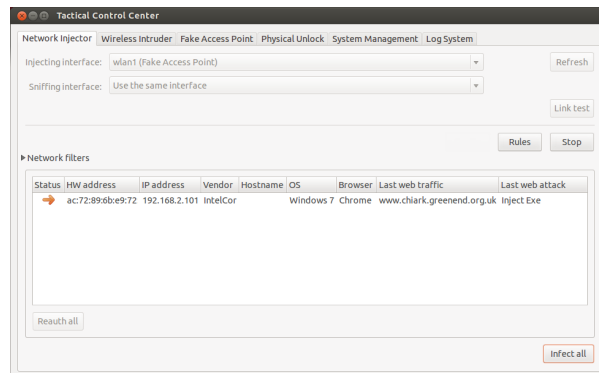 Tactical Control Center
Network Injector Wireless Intruder Fake Access Point Physical Unlock System Management Log System
Injecting interface: wlan1 (Fake Access Point) Refresh
Sniffing interface: Use the same interface
Link test
Rules Stop
Network filters
Status HW address IP address Vendor Hostname OS Browser Last web traffic Last web attack
ac:72:89:6b:e9:72 192.168.2.101 IntelCor Windows 7 Chrome www.chiark.greenend.org.uk Inject Exe
Reauth all
Infect all